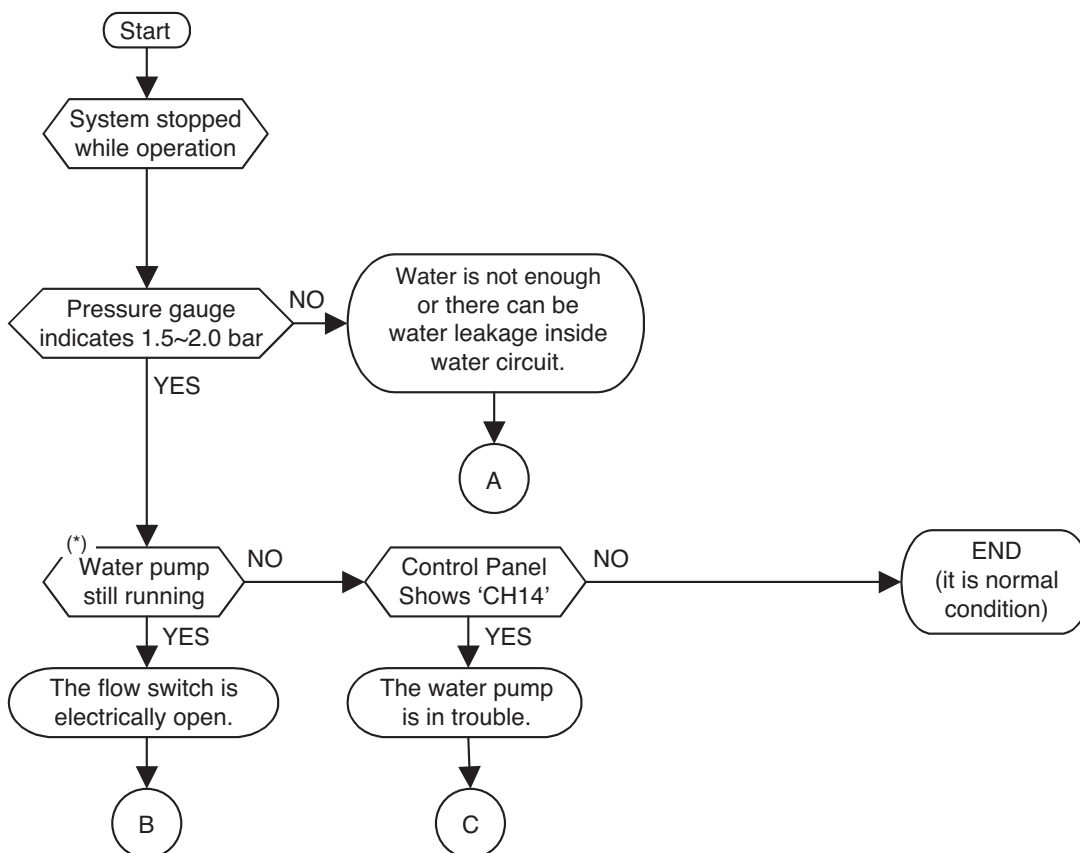 Start
System stopped
while operation
Pressure gauge
indicates 1.5~2.0 bar
NO
Water is not enough
or there can be
water leakage inside
water circuit.
YES
A
(*)
Water pump
still running
NO
Control Panel
Shows ‘CH14’
NO
END
(it is normal
condition)
YES
YES
The flow switch is
electrically open.
The water pump
is in trouble.
B
C